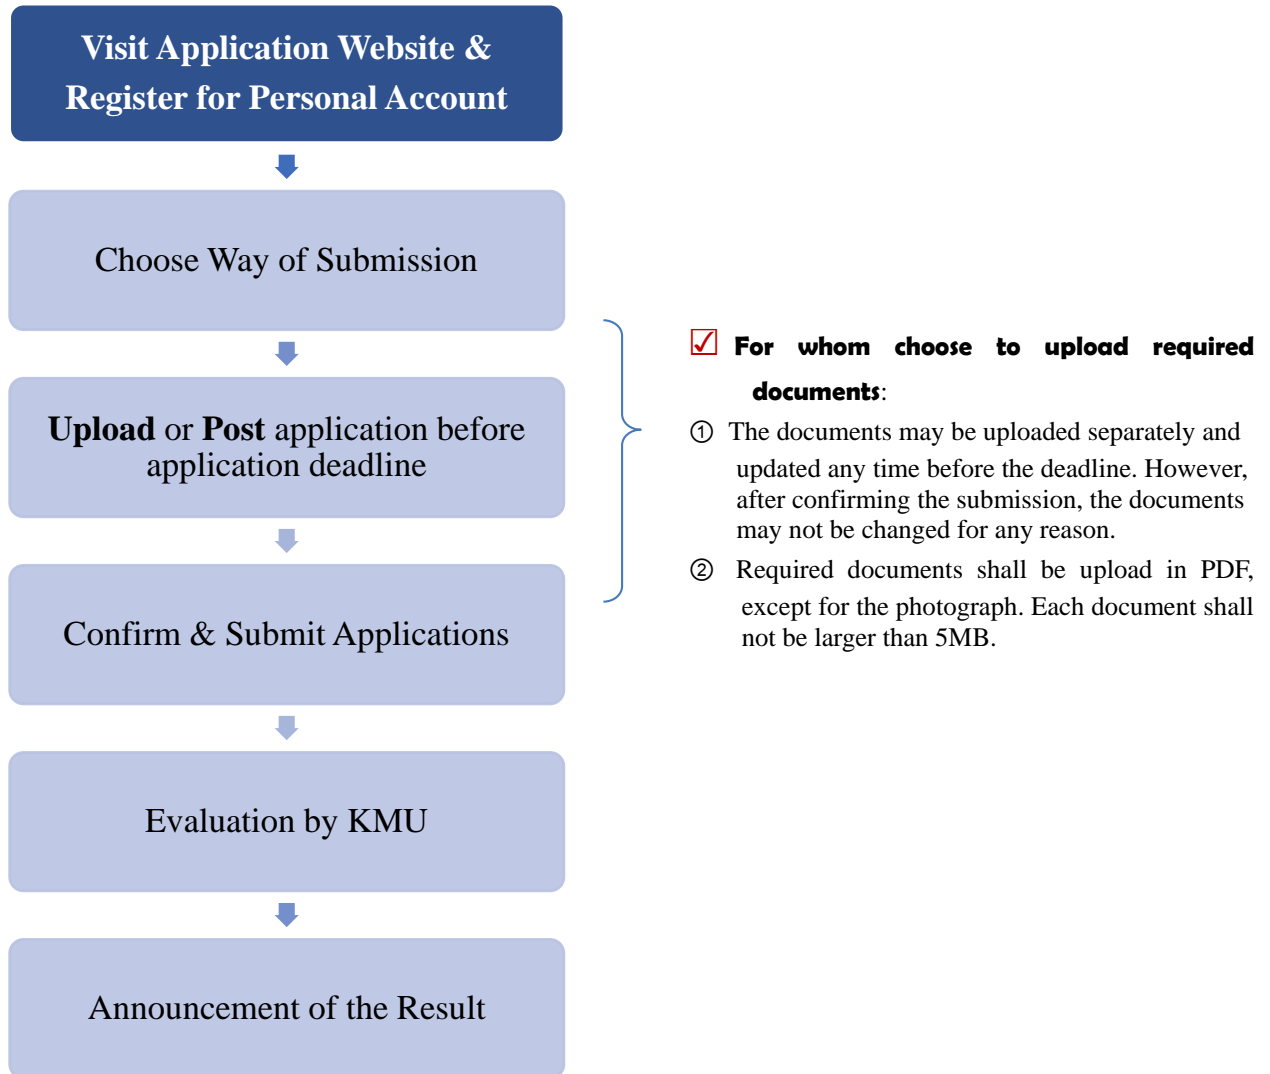 Visit Application Website &
Register for Personal Account
Choose Way of Submission
Upload or Post application before
application deadline
Confirm & Submit Applications
Evaluation by KMU
Announcement of the Result
☑ For whom choose to upload required
documents:
① The documents may be uploaded separately and
updated any time before the deadline. However,
after confirming the submission, the documents
may not be changed for any reason.
② Required documents shall be upload in PDF,
except for the photograph. Each document shall
not be larger than 5MB.